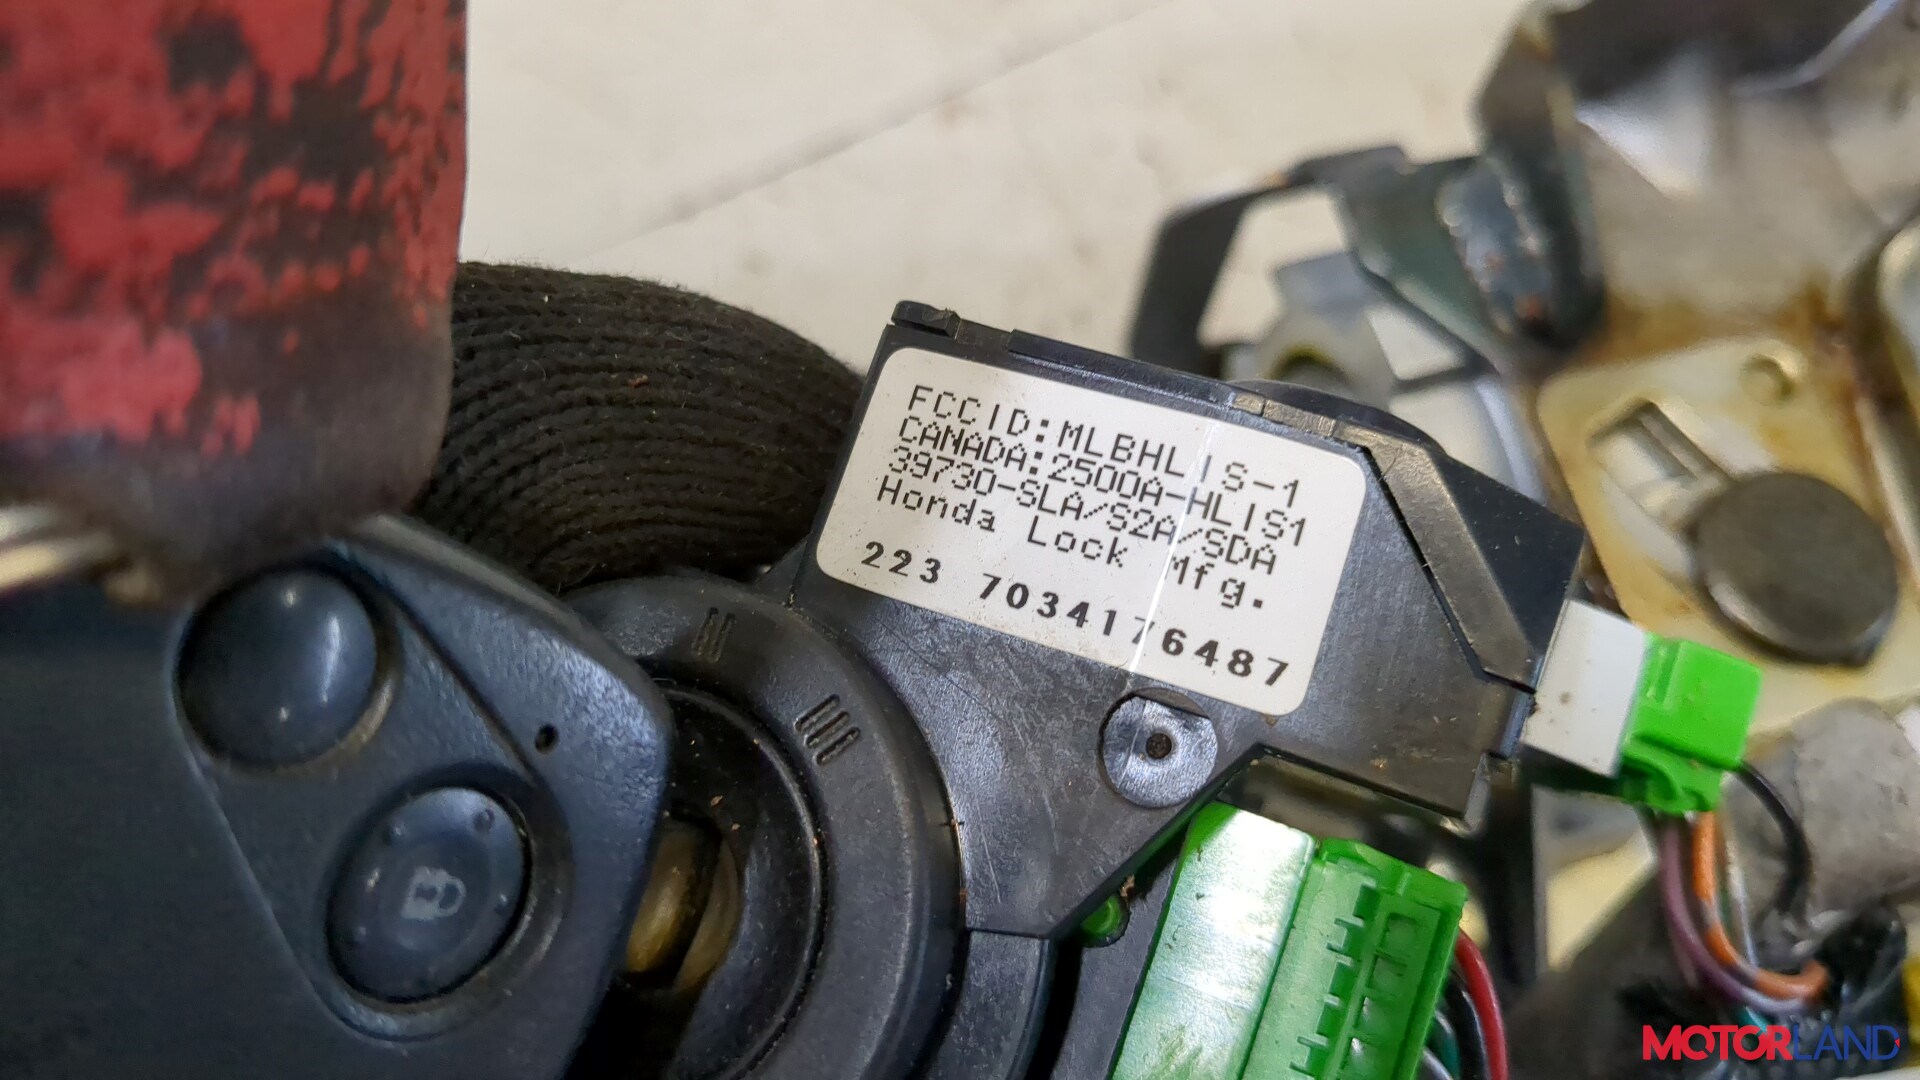 FCCID:MLBHLIS-1
CANADA:2500A-HLIS1
39730-SLA/S2A/SDA
Honda Lock Mfg.
223 7034176487
MOTORLAND